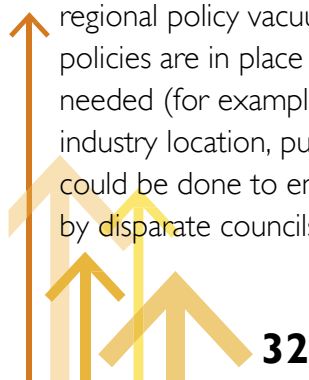 regional policy vacuu
policies are in place
needed (for exampl
industry location, pu
could be done to en
by disparate councils
32